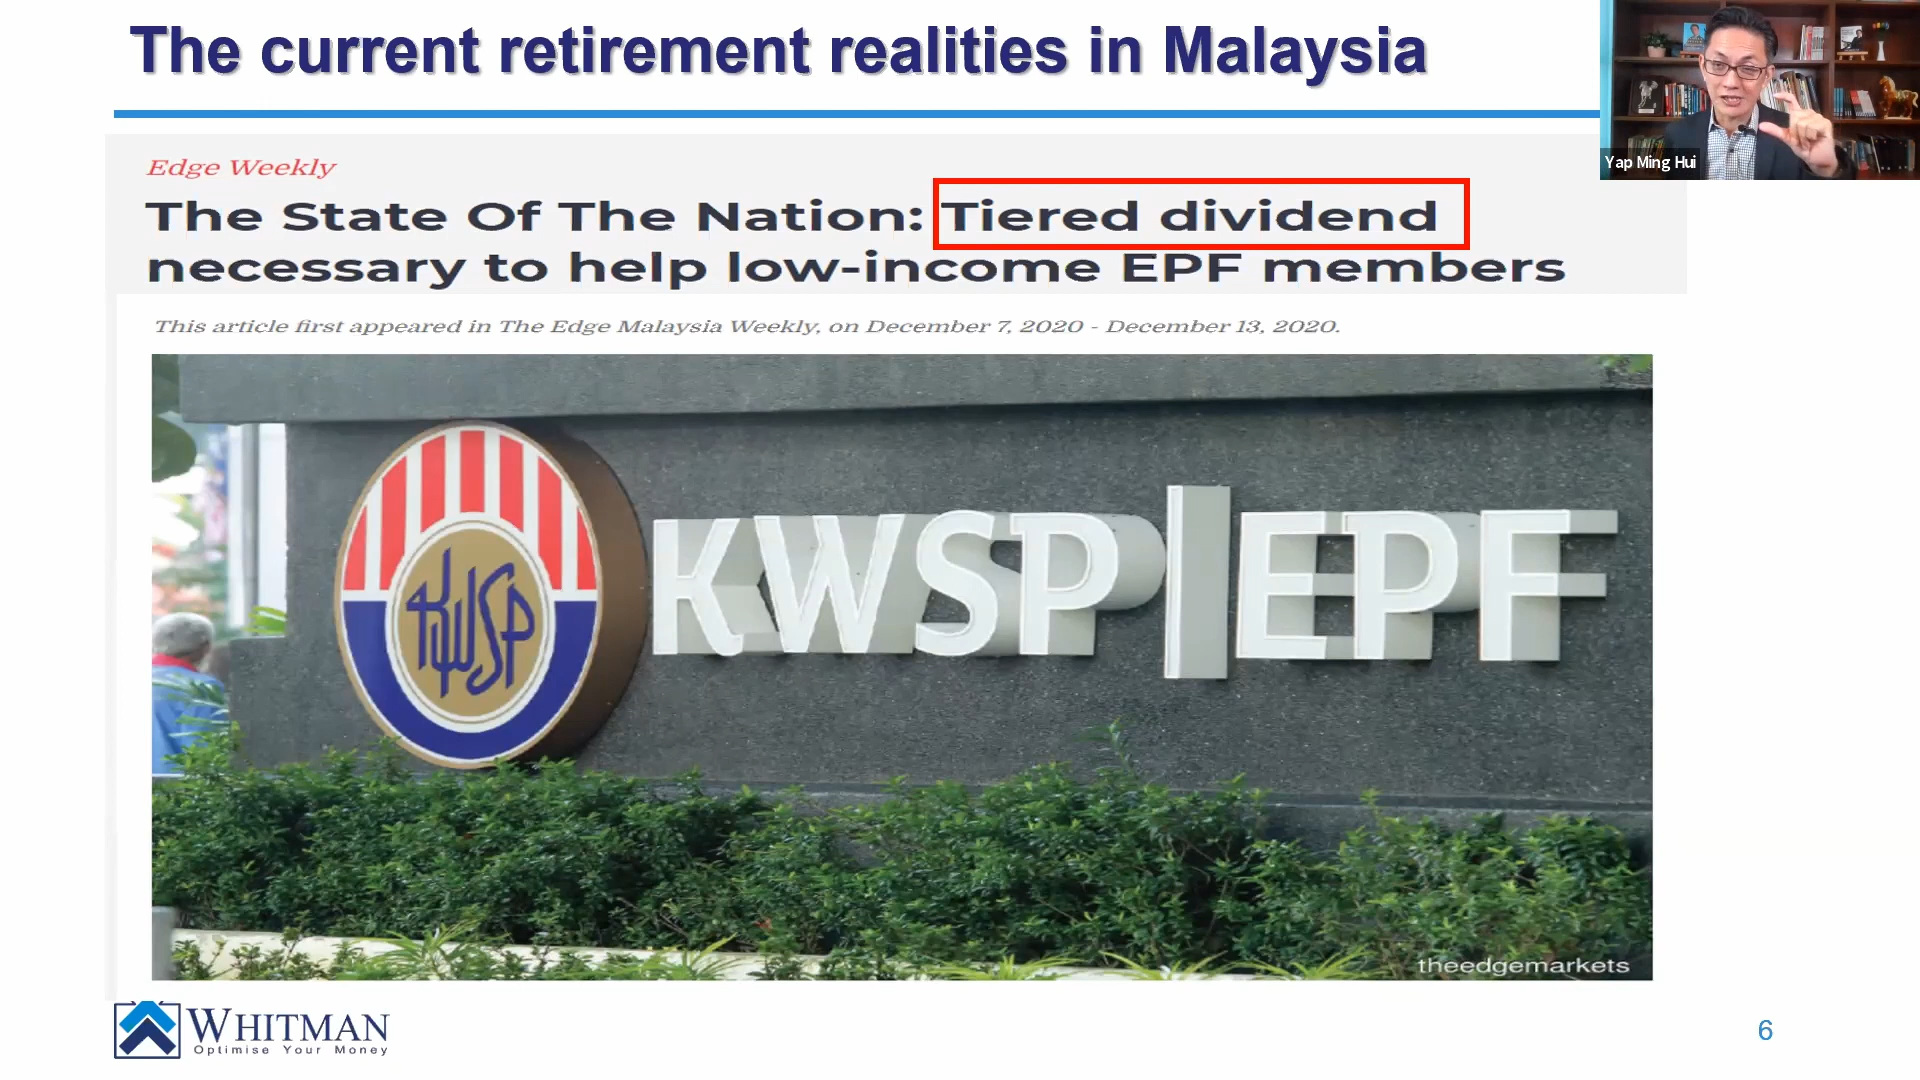 The current retirement realities in Malaysia
Yap Ming Hui
Edge Weekly
The State Of The Nation: Tiered dividend
necessary to help low-income EPF members
This article first appeared in The Edge Malaysia Weekly, on December 7, 2020 - December 13, 2020.
KWSP
KWSP|EPF
theedgemarkets
WHITMAN
Optimise Your Money
6